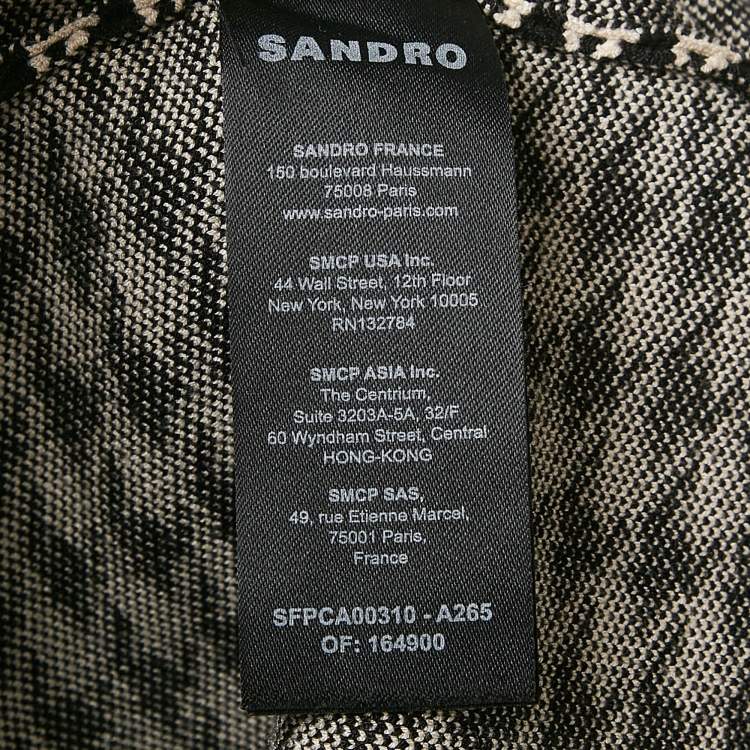 SANDRO
SANDRO FRANCE
150 boulevard Haussmann
75008 Paris
www.sandro-paris.com
SMCP USA Inc.
44 Wall Street, 12th Floor
New York, New York 10005
RN132784
SMCP ASIA Inc.
The Centrium,
Suite 3203A-5A, 32/F
60 Wyndham Street, Central
HONG-KONG
SMCP SAS,
49, rue Etienne Marcel,
75001 Paris,
France
SFPCA00310 - A265
OF: 164900